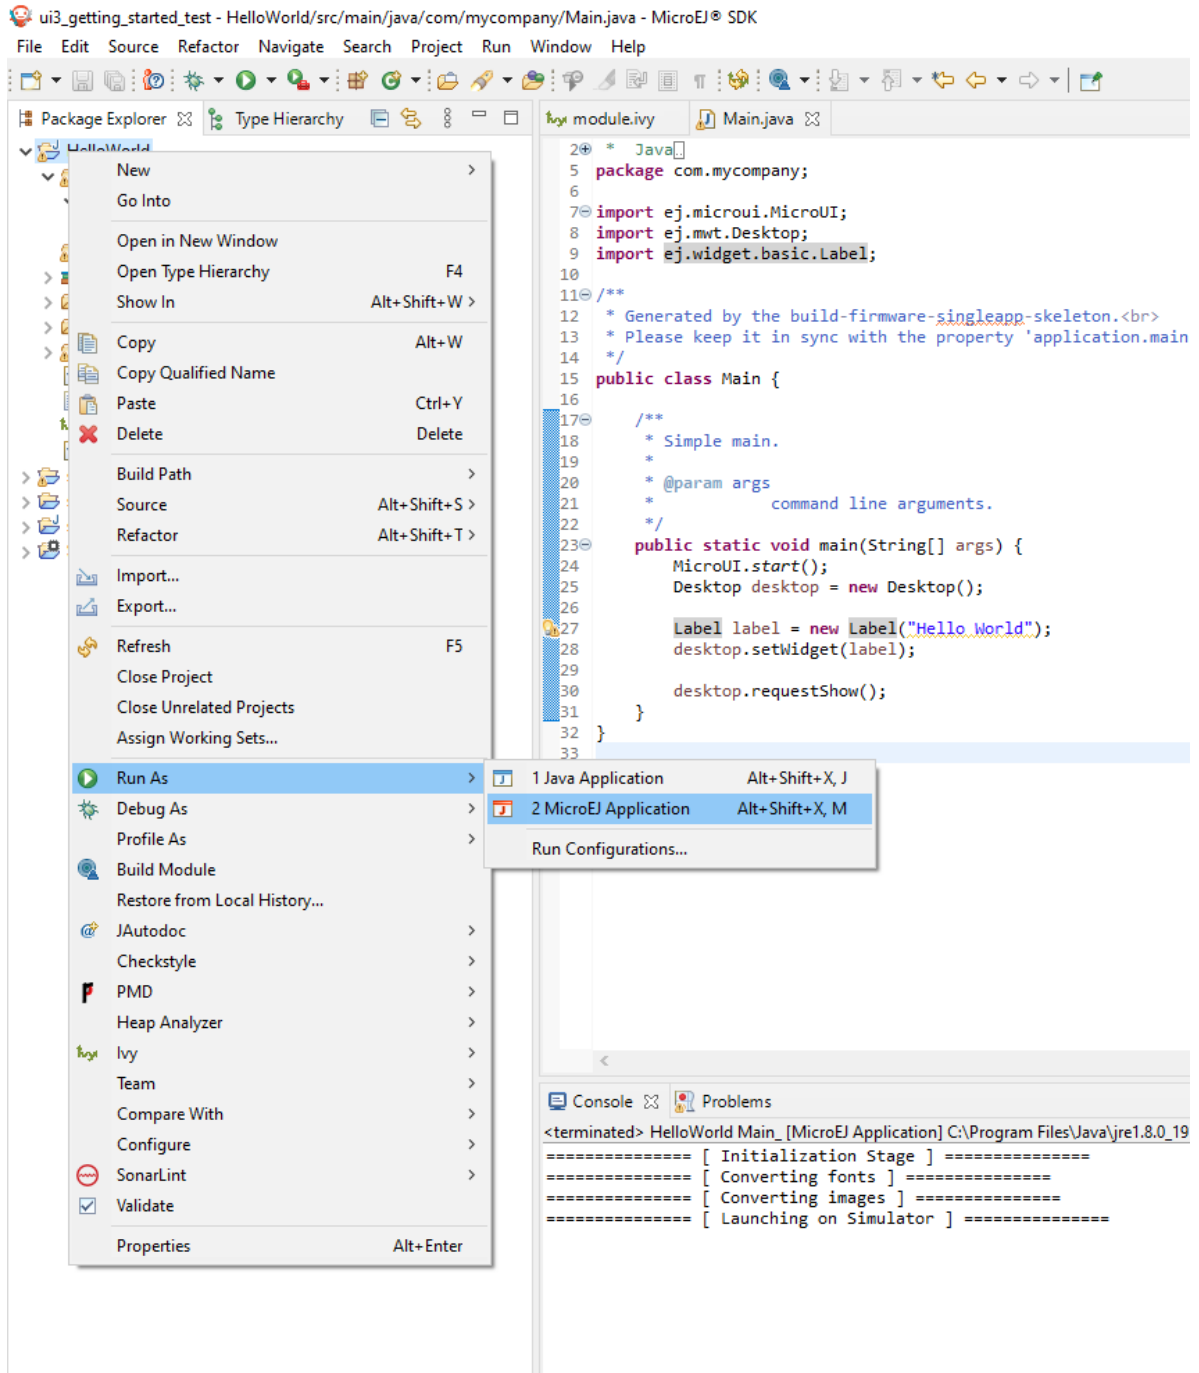 ui3_getting_started_test - HelloWorld/src/main/java/com/mycompany/Main.java - MicroEJ® SDK
File Edit Source Refactor Navigate Search Project Run Window Help
Package Explorer Type Hierarchy
HelloWorld
New
Go Into
Open in New Window
Open Type Hierarchy F4
Show In Alt+Shift+W >
Copy Alt+W
Copy Qualified Name
Paste Ctrl+Y
Delete Delete
Build Path
Source Alt+Shift+S >
Refactor Alt+Shift+T >
Import...
Export...
Refresh F5
Close Project
Close Unrelated Projects
Assign Working Sets...
Run As
Debug As
Profile As
Build Module
Restore from Local History...
JAutodoc
Checkstyle
PMD
Heap Analyzer
Ivy
Team
Compare With
Configure
SonarLint
Validate
Properties Alt+Enter
1 Java Application Alt+Shift+X, J
2 MicroEJ Application Alt+Shift+X, M
Run Configurations...
module.ivy Main.java
2 * Java..
5 package com.mycompany;
6
7 import ej.microui.MicroUI;
8 import ej.mwt.Desktop;
9 import ej.widget.basic.Label;
10
11 /**
12 * Generated by the build-firmware-singleapp-skeleton.<br>
13 * Please keep it in sync with the property 'application.main
14 */
15 public class Main {
16
17 /**
18 * Simple main.
19 *
20 * @param args
21 * command line arguments.
22 */
23 public static void main(String[] args) {
24 MicroUI.start();
25 Desktop desktop = new Desktop();
26
27 Label label = new Label("Hello World");
28 desktop.setWidget(label);
29
30 desktop.requestShow();
31 }
32 }
33
Console Problems
<terminated> HelloWorld Main_ [MicroEJ Application] C:\Program Files\Java\jre1.8.0_19
=============== [ Initialization Stage ] ===============
=============== [ Converting fonts ] ===============
=============== [ Converting images ] ===============
=============== [ Launching on Simulator ] ===============